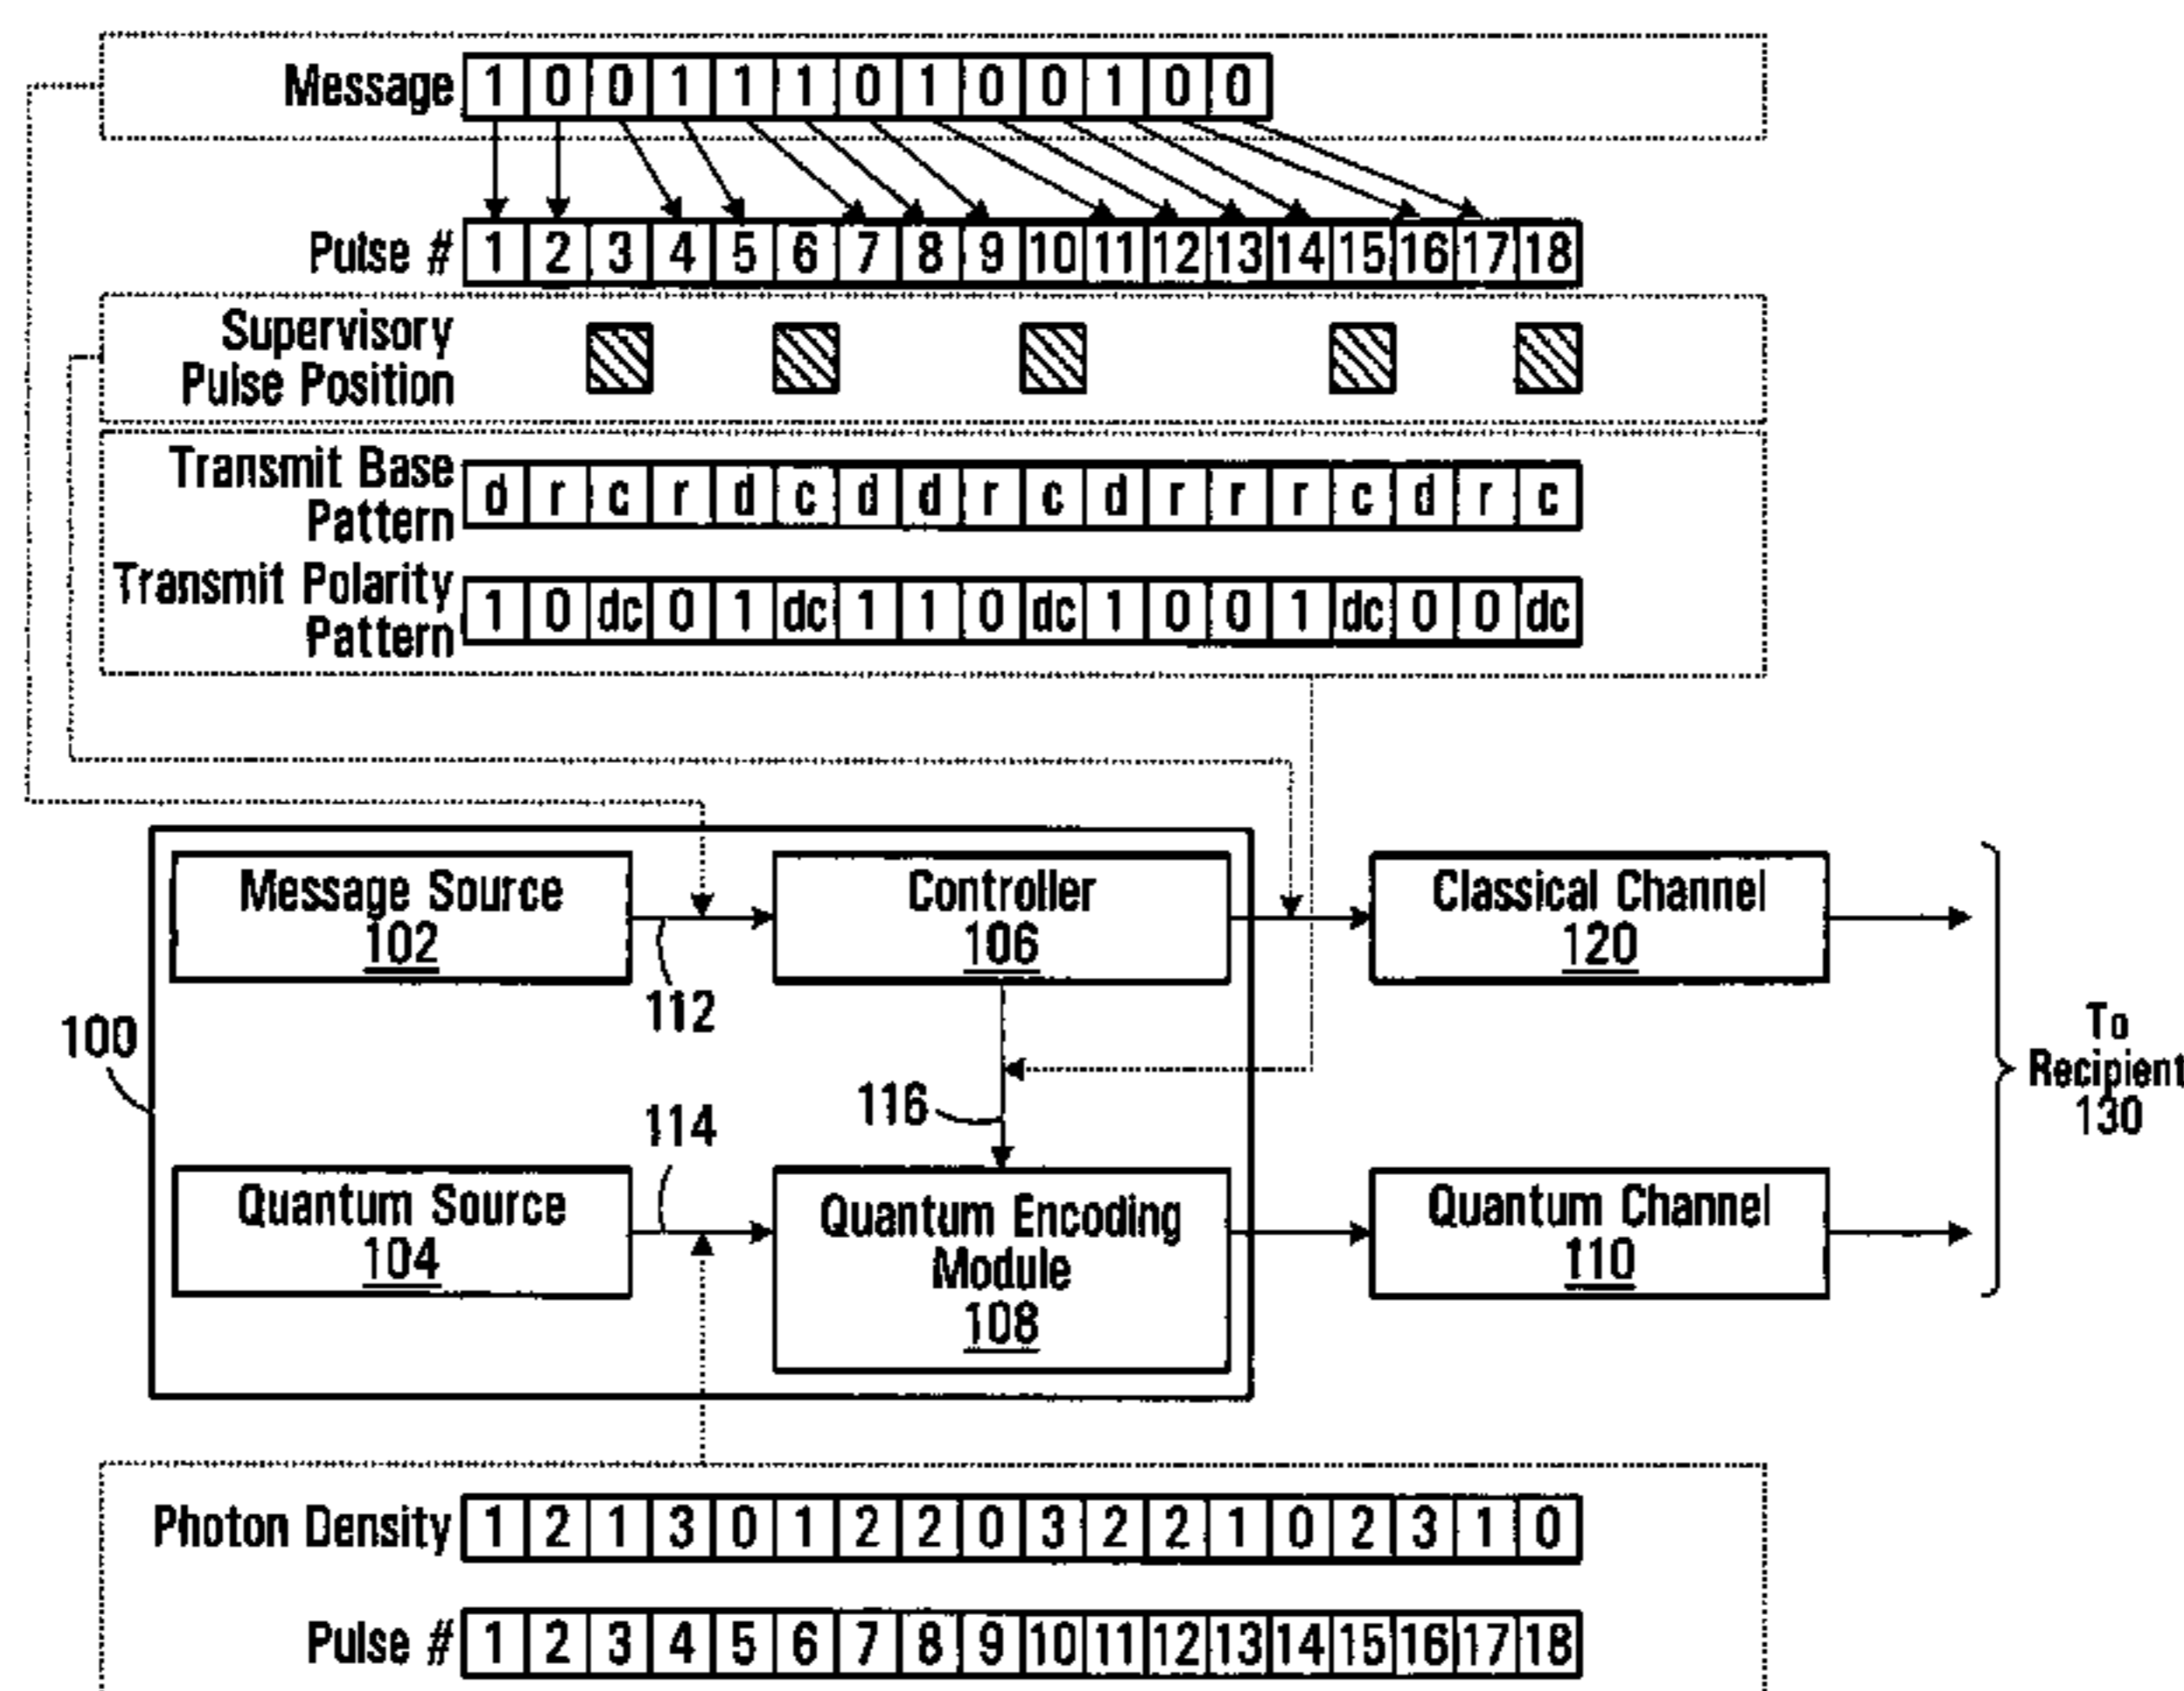 Message 1 0 0 1 1 1 0 1 0 0 1 0 0
Pulse # 1 2 3 4 5 6 7 8 9 10 11 12 13 14 15 16 17 18
Supervisory
Pulse Position
Transmit Base
Pattern
d r c r d c d d r c d r r r c d r c
Transmit Polarity
Pattern
1 0 dc 0 1 dc 1 1 0 dc 1 0 0 1 dc 0 0 dc
Message Source
102
Controller
106
Classical Channel
120
112
100
To
Recipient
130
116
114
Quantum Source
104
Quantum Encoding
Module
108
Quantum Channel
110
Photon Density 1 2 1 3 0 1 2 2 0 3 2 2 1 0 2 3 1 0
Pulse # 1 2 3 4 5 6 7 8 9 10 11 12 13 14 15 16 17 18